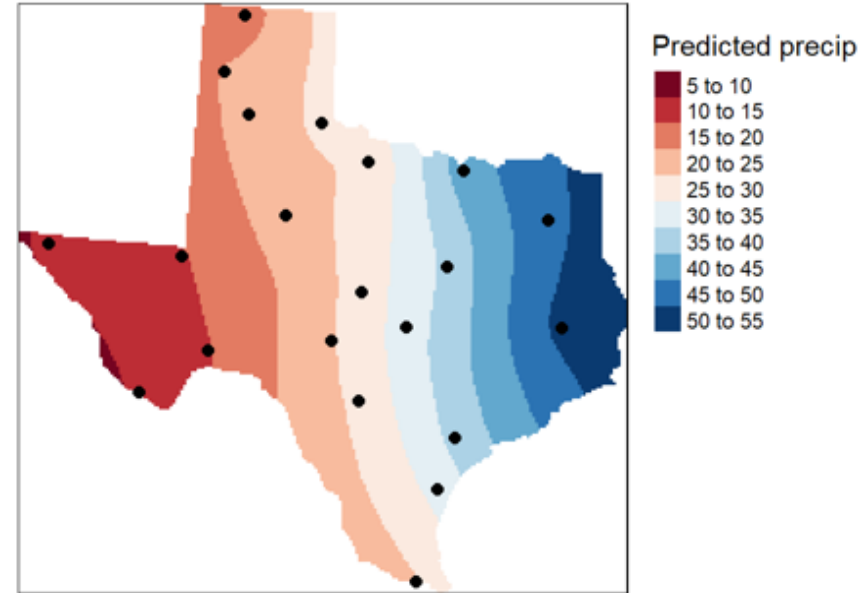 Predicted precip
5 to 10
10 to 15
15 to 20
20 to 25
25 to 30
30 to 35
35 to 40
40 to 45
45 to 50
50 to 55